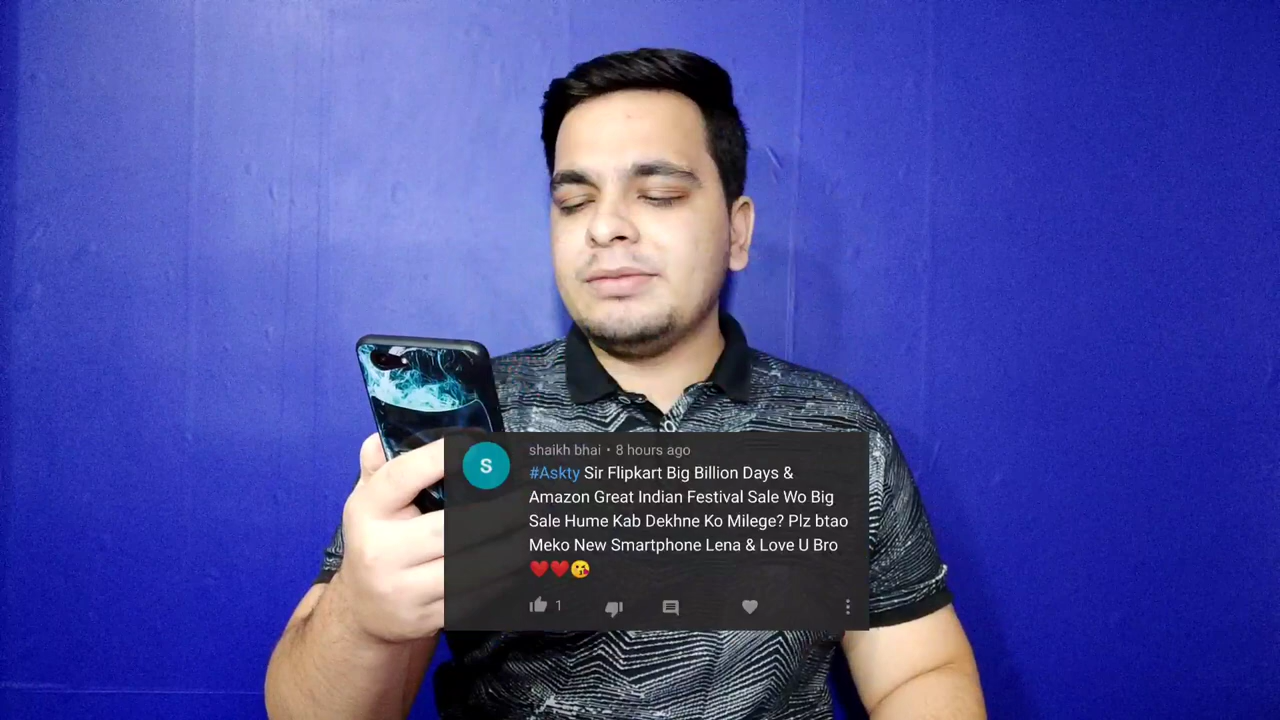 S
shaikh bhai • 8 hours ago
#Askty Sir Flipkart Big Billion Days &
Amazon Great Indian Festival Sale Wo Big
Sale Hume Kab Dekhne Ko Milege? Plz btao
Meko New Smartphone Lena & Love U Bro
❤️❤️😘
1